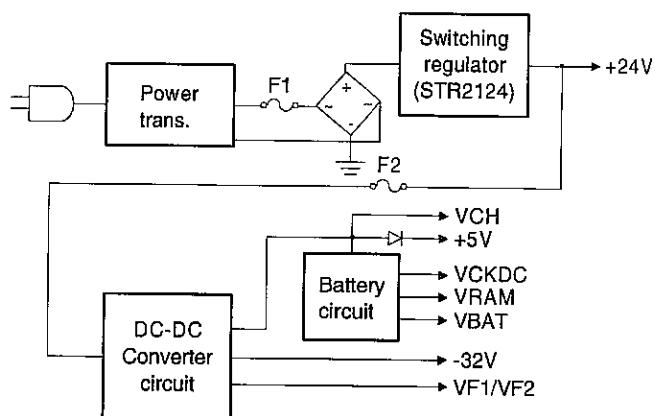 Switching
regulator
(STR2124)
+24V
F1
Power
trans.
+
~
~
-
F2
VCH
+5V
Battery
circuit
VCKDC
VRAM
VBAT
DC-DC
Converter
circuit
-32V
VF1/VF2